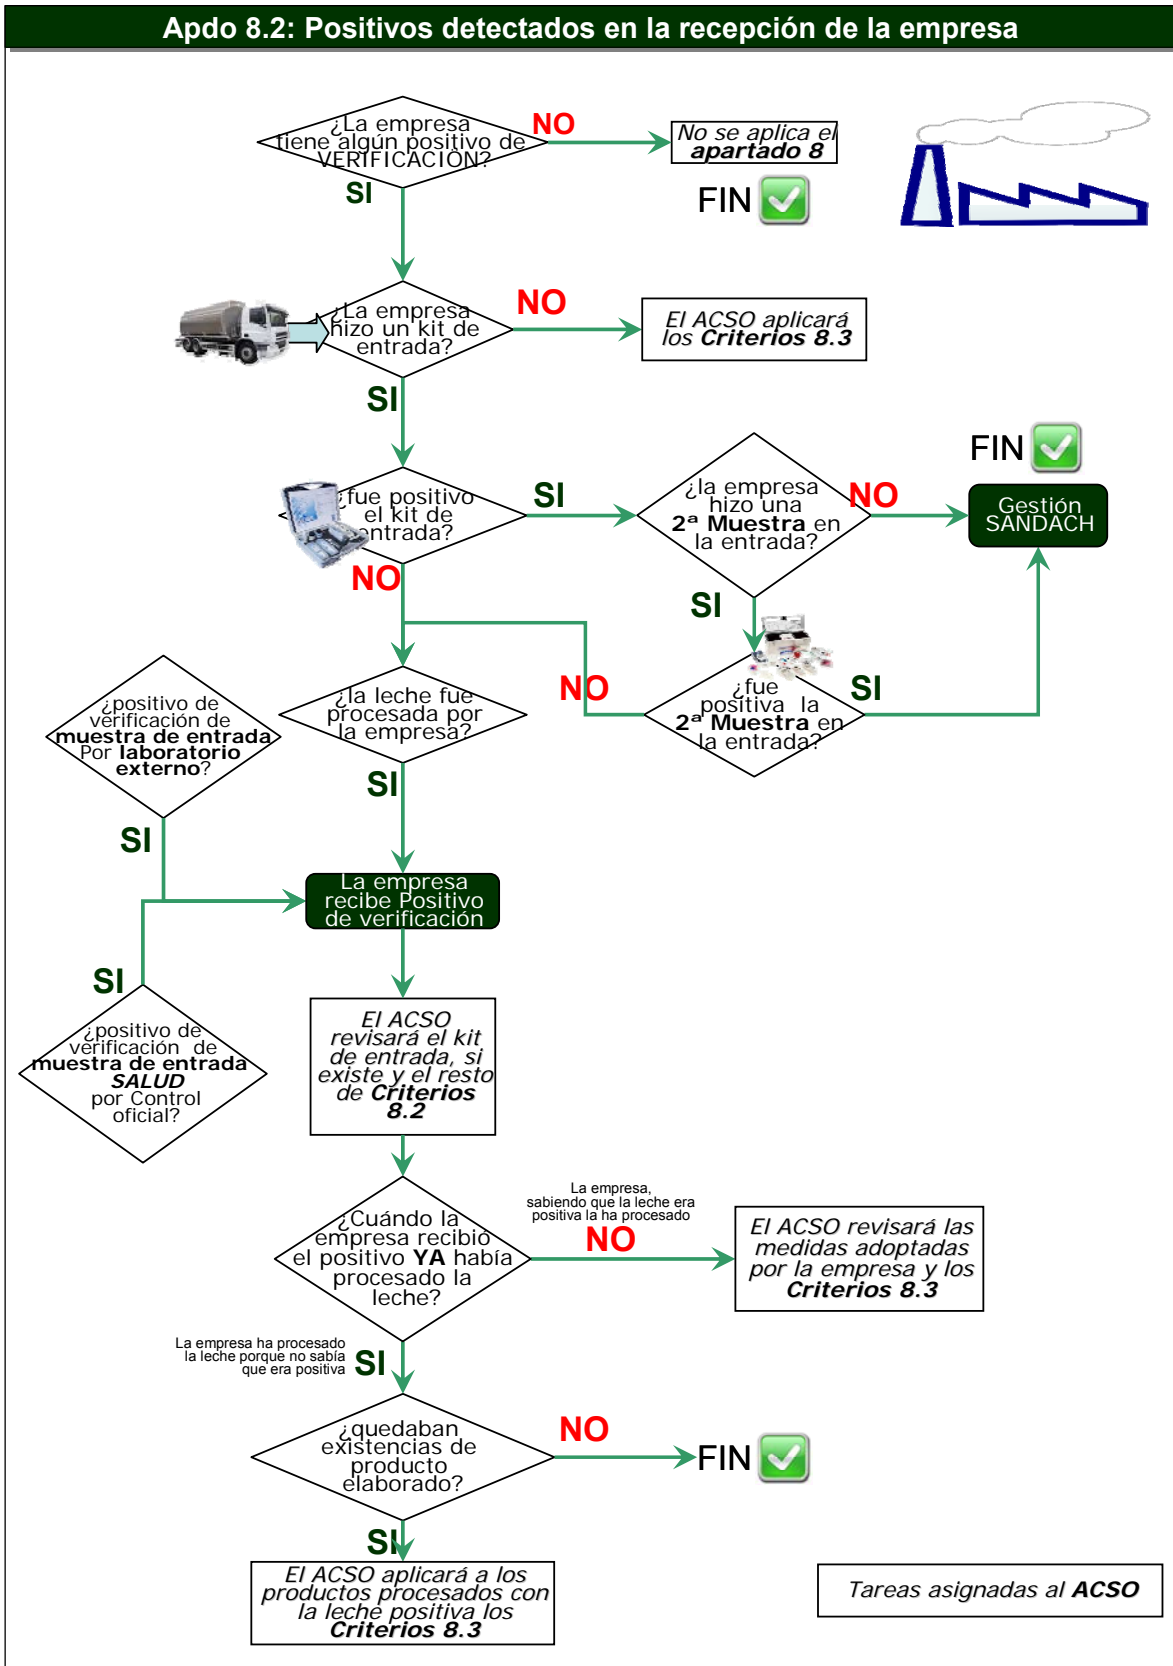 Apdo 8.2: Positivos detectados en la recepción de la empresa
¿La empresa
tiene algún positivo de
VERIFICACIÓN?
NO
No se aplica el
apartado 8
SI
FIN
¿La empresa
hizo un kit de
entrada?
NO
El ACSO aplicará
los Criterios 8.3
SI
FIN
¿fue positivo
el kit de
entrada?
SI
¿la empresa
hizo una
2ª Muestra en
la entrada?
NO
Gestión
SANDACH
NO
SI
¿la leche fue
procesada por
la empresa?
NO
¿fue
positiva la
2ª Muestra en
la entrada?
SI
¿positivo de
verificación de
muestra de entrada
Por laboratorio
externo?
SI
SI
La empresa
recibe Positivo
de verificación
SI
¿positivo de
verificación de
muestra de entrada
SALUD
por Control
oficial?
El ACSO
revisará el kit
de entrada, si
existe y el resto
de Criterios
8.2
La empresa,
sabiendo que la leche era
positiva la ha procesado
¿Cuándo la
empresa recibió
el positivo YA había
procesado la
leche?
NO
El ACSO revisará las
medidas adoptadas
por la empresa y los
Criterios 8.3
La empresa ha procesado
la leche porque no sabía
que era positiva
SI
¿quedaban
existencias de
producto
elaborado?
NO
FIN
SI
El ACSO aplicará a los
productos procesados con
la leche positiva los
Criterios 8.3
Tareas asignadas al ACSO